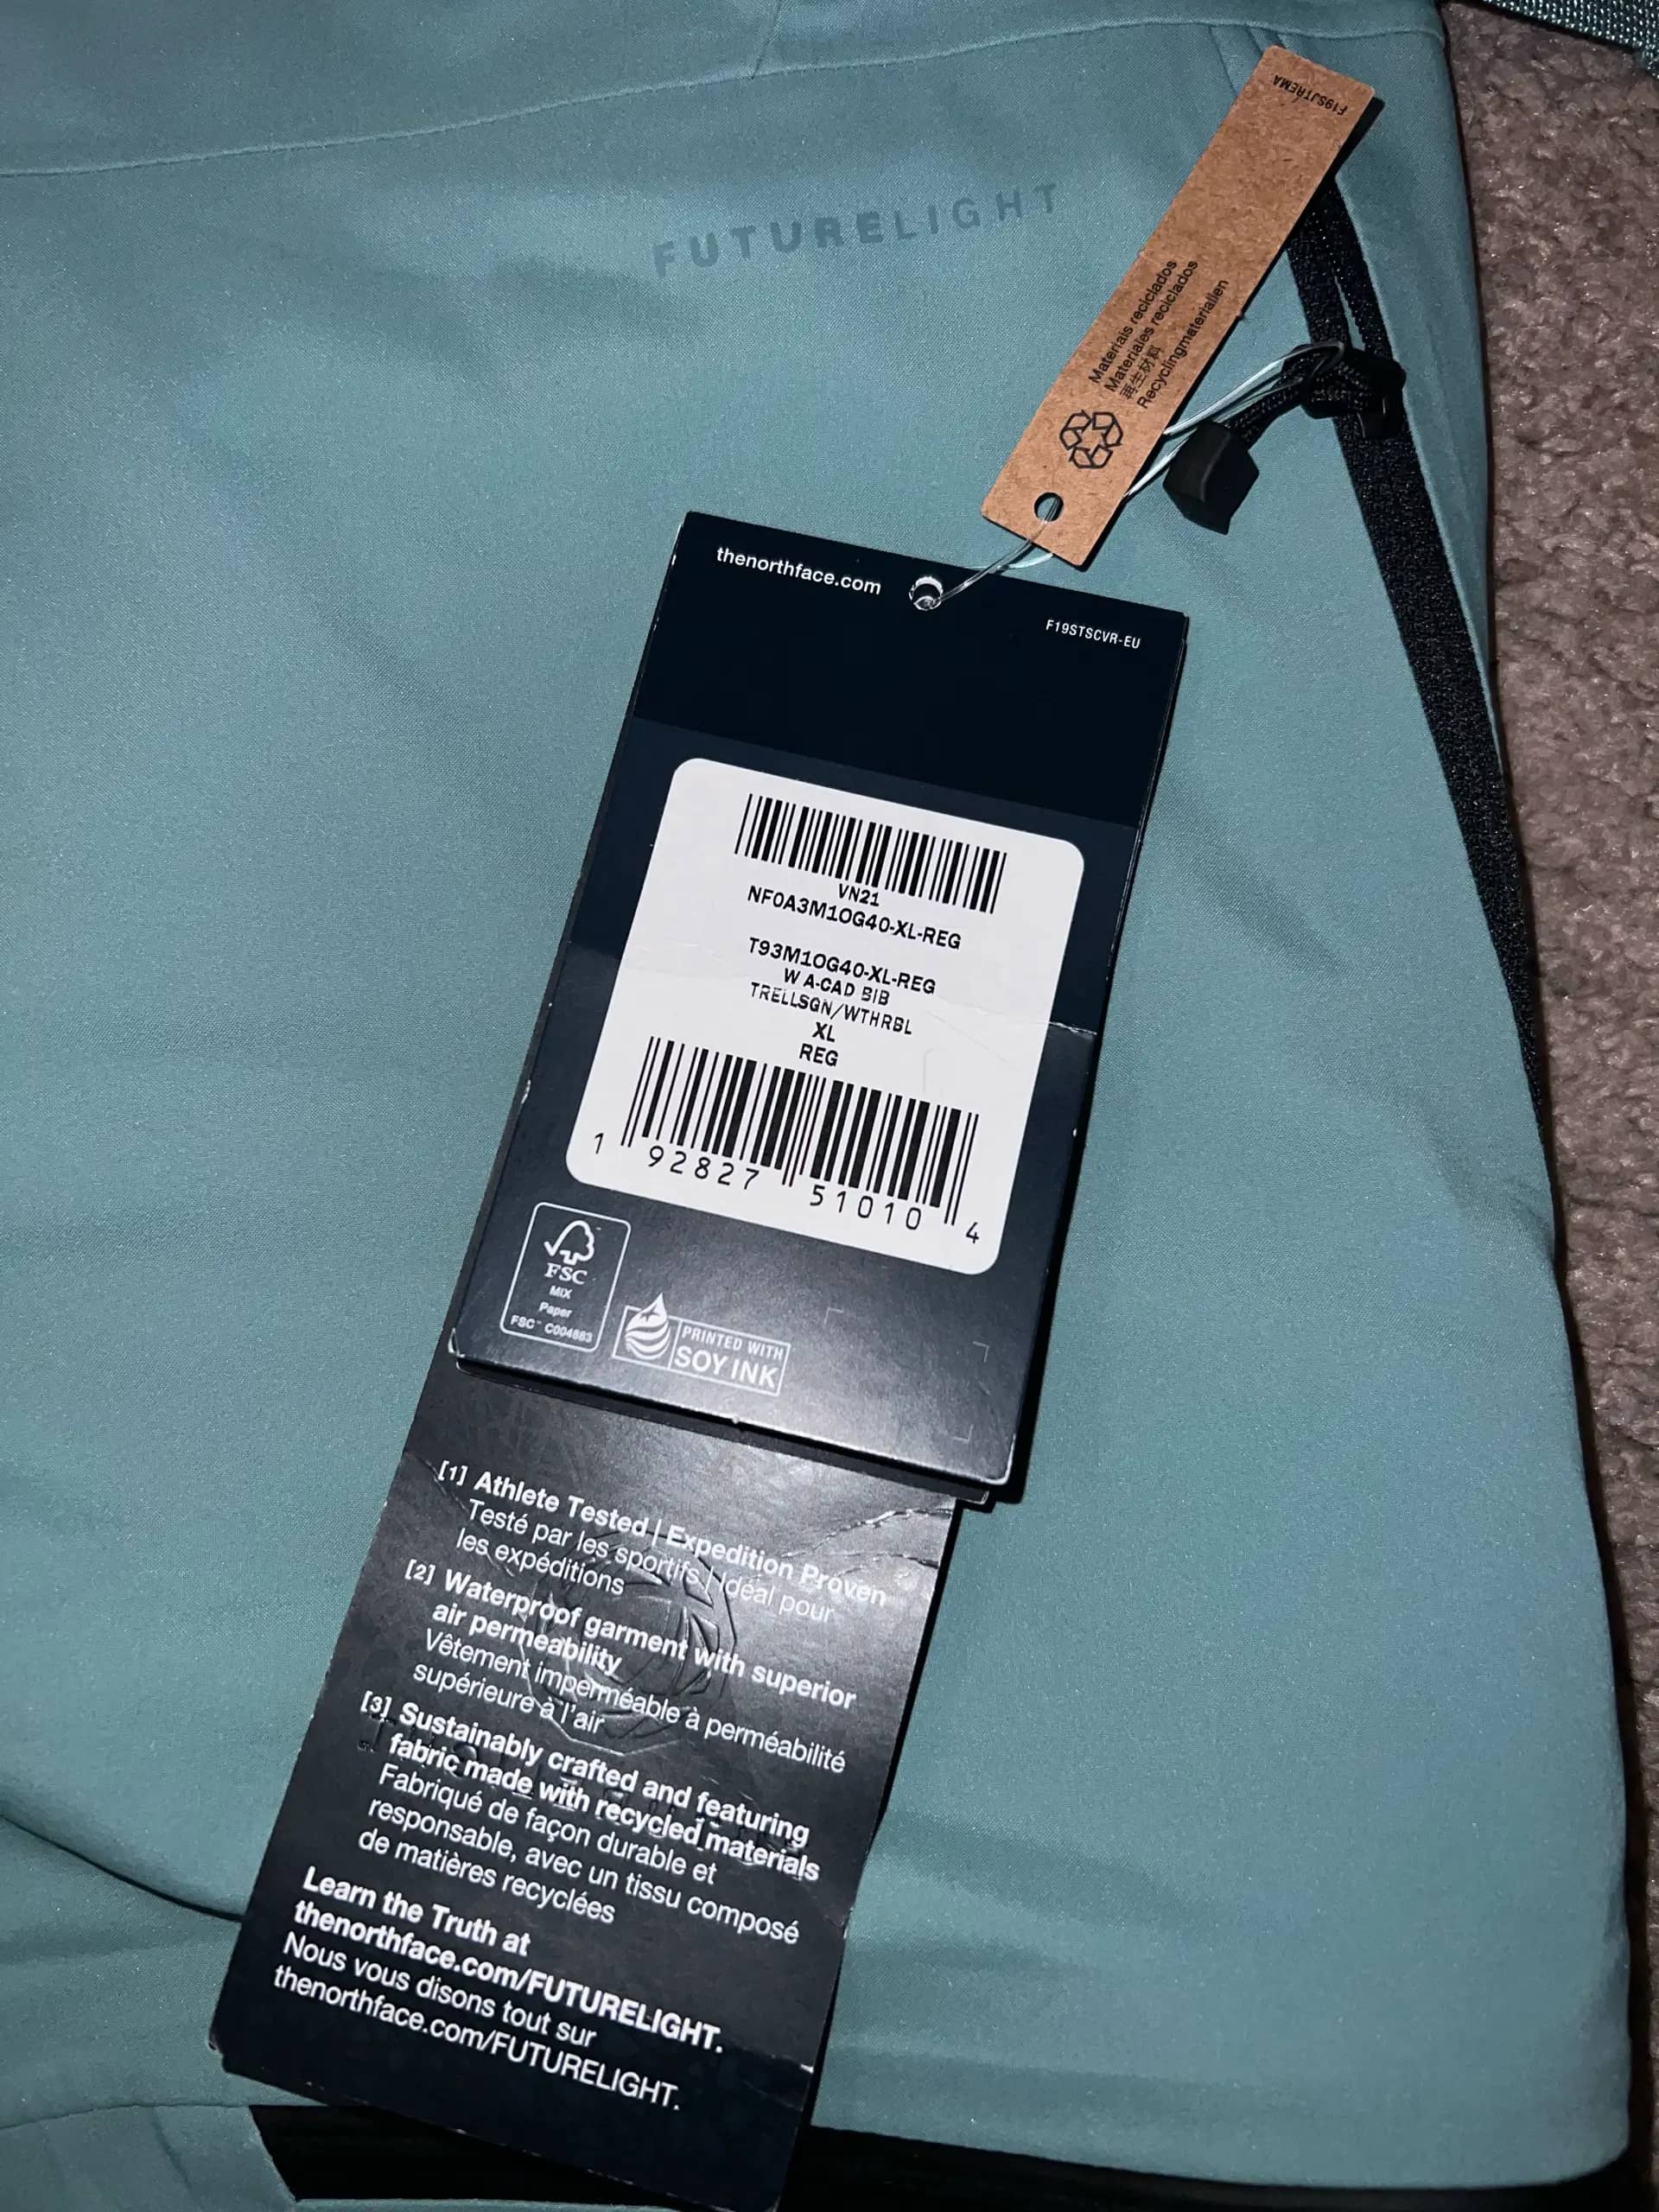 F19SJTREMA
FUTURELIGHT
Materiais reciclados
Materiales reciclados
再生材料
Recyclingmaterialien
thenorthface.com
F19STSCVR-EU
VN21
NF0A3M1OG40-XL-REG
T93M1OG40-XL-REG
W A-CAD BIB
TRELLSGN/WTHRBL
XL
REG
1 92827 51010 4
FSC
MIX
Paper
FSC™ C004883
PRINTED WITH
SOY INK
[1] Athlete Tested | Expedition Proven
Testé par les sportifs | Idéal pour
les expéditions
[2] Waterproof garment with superior
air permeability
Vêtement imperméable à perméabilité
supérieure à l'air
[3] Sustainably crafted and featuring
fabric made with recycled materials
Fabriqué de façon durable et
responsable, avec un tissu composé
de matières recyclées
Learn the Truth at
thenorthface.com/FUTURELIGHT.
Nous vous disons tout sur
thenorthface.com/FUTURELIGHT.